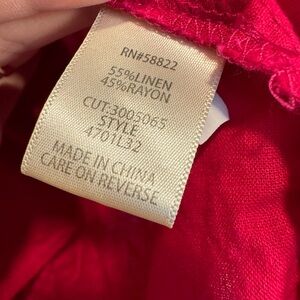 RN#58822
55%LINEN
45%RAYON
CUT:3005065
STYLE
4701L32
MADE IN CHINA
CARE ON REVERSE